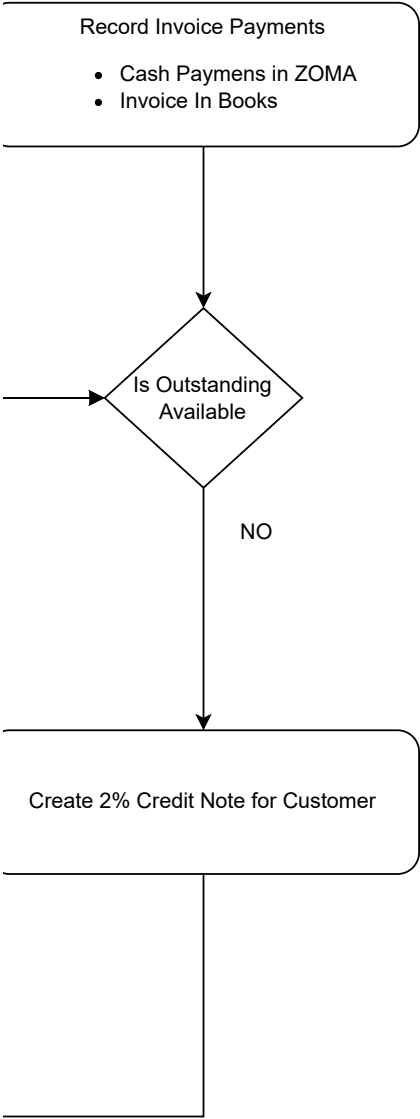 Record Invoice Payments
• Cash Paymens in ZOMA
• Invoice In Books
Is Outstanding
Available
NO
Create 2% Credit Note for Customer